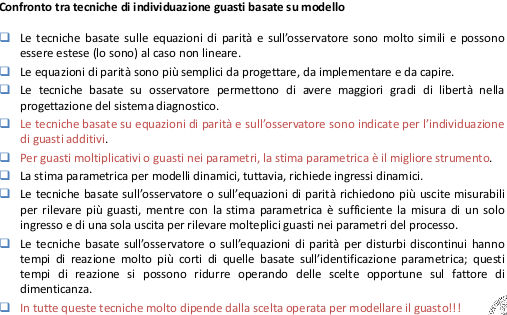 Confronto tra tecniche di individuazione guasti basate su modello
Le tecniche basate sulle equazioni di parità e sull'osservatore sono molto simili e possono
essere estese (lo sono) al caso non lineare.
Le equazioni di parità sono più semplici da progettare, da implementare e da capire.
Le tecniche basate su osservatore permettono di avere maggiori gradi di libertà nella
progettazione del sistema diagnostico.
Le tecniche basate su equazioni di parità e sull'osservatore sono indicate per l'individuazione
di guasti additivi.
Per guasti moltiplicativi o guasti nei parametri, la stima parametrica è il migliore strumento.
La stima parametrica per modelli dinamici, tuttavia, richiede ingressi dinamici.
Le tecniche basate sull'osservatore o sull'equazioni di parità richiedono più uscite misurabili
per rilevare più guasti, mentre con la stima parametrica è sufficiente la misura di un solo
ingresso e di una sola uscita per rilevare molteplici guasti nei parametri del processo.
Le tecniche basate sull'osservatore o sull'equazioni di parità per disturbi discontinui hanno
tempi di reazione molto più corti di quelle basate sull'identificazione parametrica; questi
tempi di reazione si possono ridurre operando delle scelte opportune sul fattore di
dimenticanza.
In tutte queste tecniche molto dipende dalla scelta operata per modellare il guasto!!!